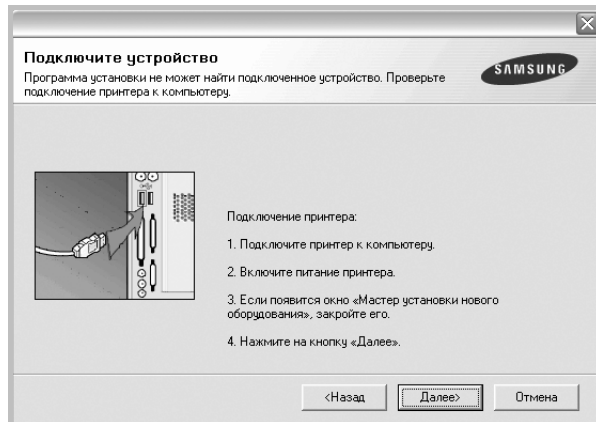 Подключите устройство
Программа установки не может найти подключенное устройство. Проверьте
подключение принтера к компьютеру.
SAMSUNG
Подключение принтера:
1. Подключите принтер к компьютеру.
2. Включите питание принтера.
3. Если появится окно «Мастер установки нового
оборудования», закройте его.
4. Нажмите на кнопку «Далее».
<Назад
Далее>
Отмена